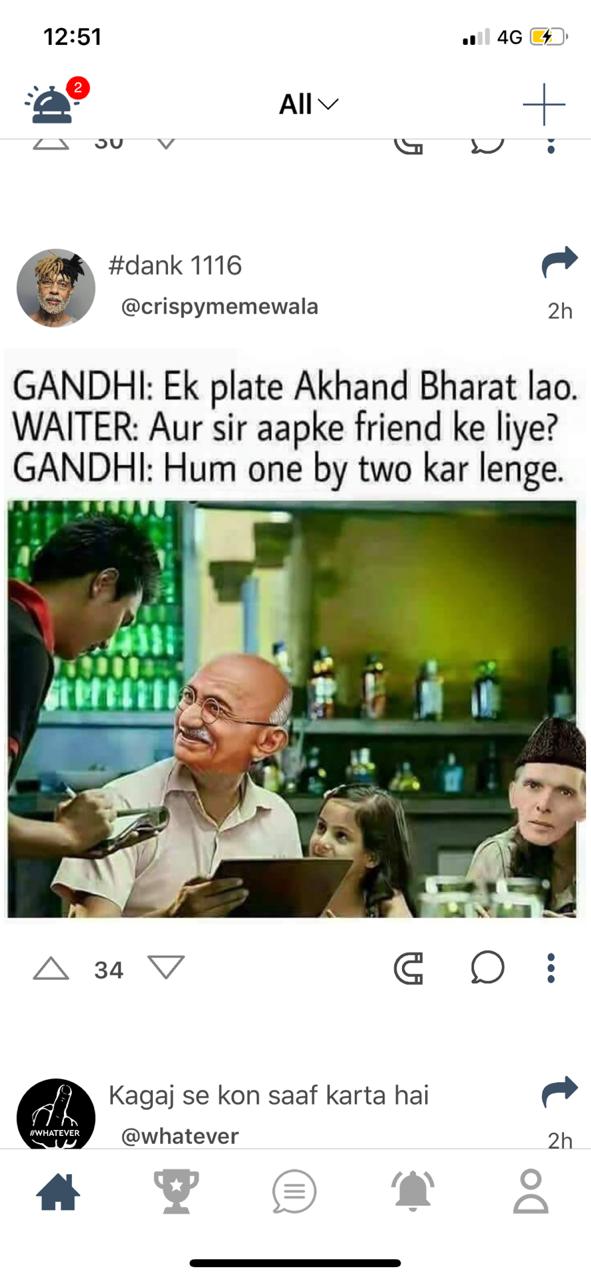 12:51
4G
2
All
30
#dank 1116
@crispymemewala
2h
GANDHI: Ek plate Akhand Bharat lao.
WAITER: Aur sir aapke friend ke liye?
GANDHI: Hum one by two kar lenge.
34
Kagaj se kon saaf karta hai
@whatever
2h
#WHATEVER